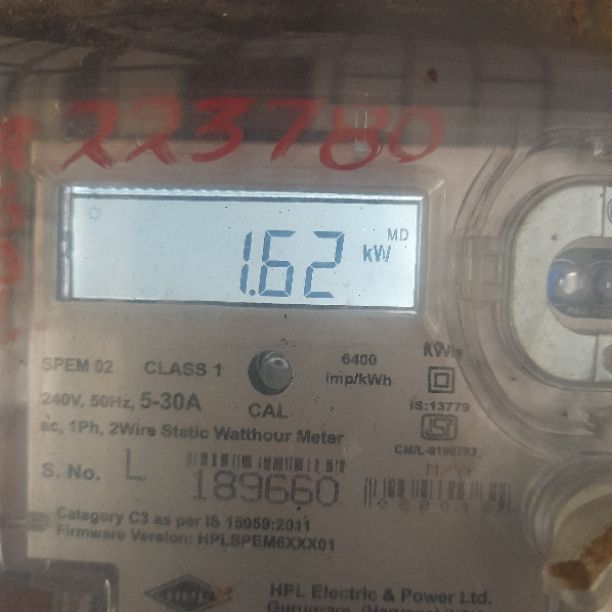 223780
1.62 kW MD
SPEM 02 CLASS 1 6400 imp/kWh
240V, 50Hz, 5-30A
CAL
IS:13779
ac, 1Ph, 2Wire Static Watthour Meter
S. No. L 189660
Category C3 as per IS 15959:2011
Firmware Version: HPLSPEM6XXX01
HPL Electric & Power Ltd.